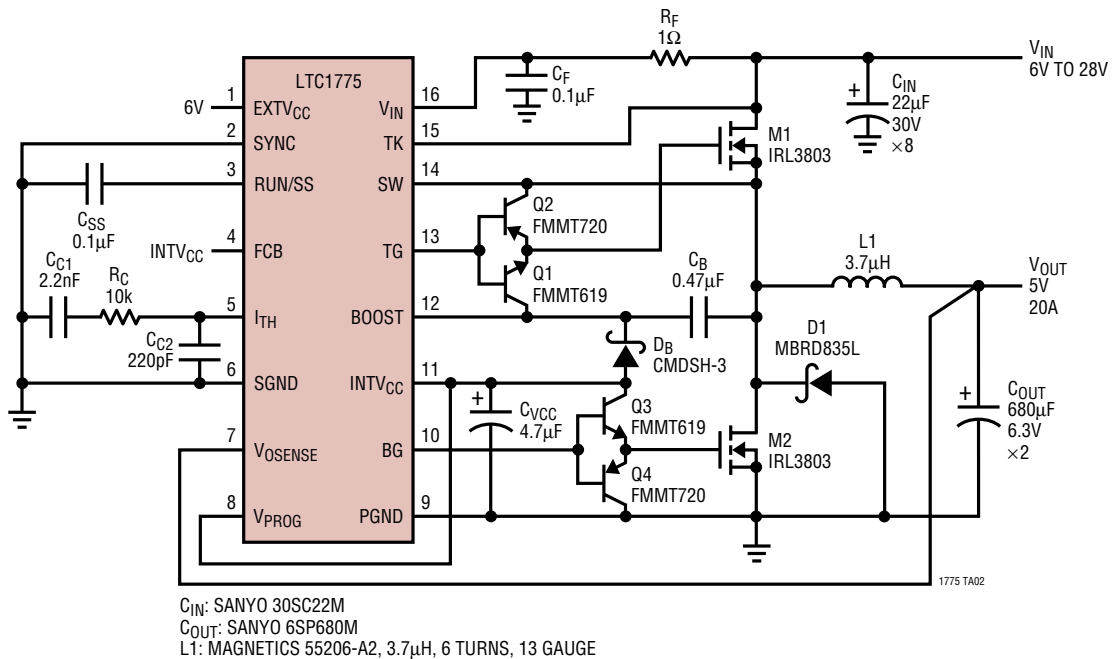 RF
1Ω
VIN
6V TO 28V
LTC1775
CF
0.1µF
CIN
22µF
30V
×8
6V
1
EXTVCC
VIN
16
2
SYNC
TK
15
M1
IRL3803
3
RUN/SS
SW
14
CSS
0.1µF
Q2
FMMT720
INTVCC
4
FCB
TG
13
L1
3.7µH
VOUT
5V
20A
CC1
2.2nF
RC
10k
Q1
FMMT619
CB
0.47µF
5
ITH
BOOST
12
D1
MBRD835L
CC2
220pF
DB
CMDSH-3
6
SGND
INTVCC
11
COUT
680µF
6.3V
×2
CVCC
4.7µF
Q3
FMMT619
7
VOSENSE
BG
10
M2
IRL3803
Q4
FMMT720
8
VPROG
PGND
9
1775 TA02
CIN: SANYO 30SC22M
COUT: SANYO 6SP680M
L1: MAGNETICS 55206-A2, 3.7µH, 6 TURNS, 13 GAUGE
+
+
+